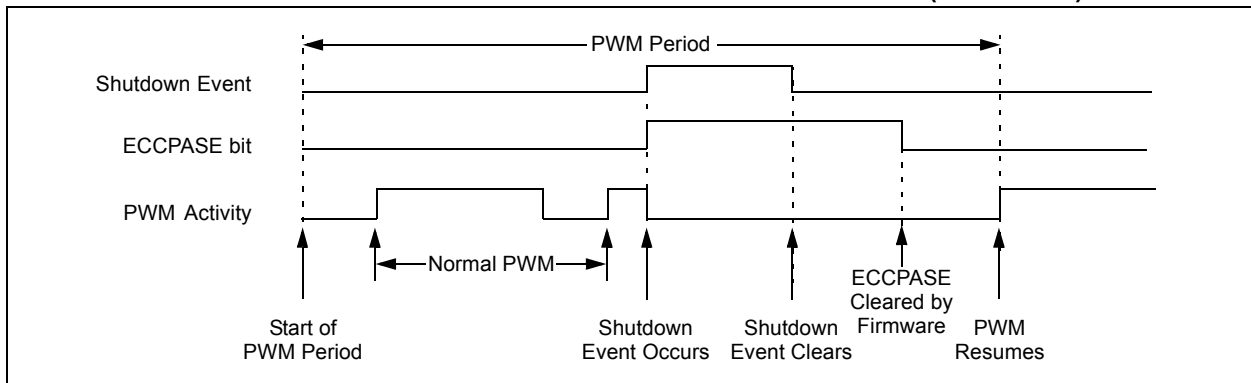 PWM Period
Shutdown Event
ECCPASE bit
PWM Activity
Normal PWM
Start of
PWM Period
Shutdown
Event Occurs
Shutdown
Event Clears
ECCPASE
Cleared by
Firmware
PWM
Resumes